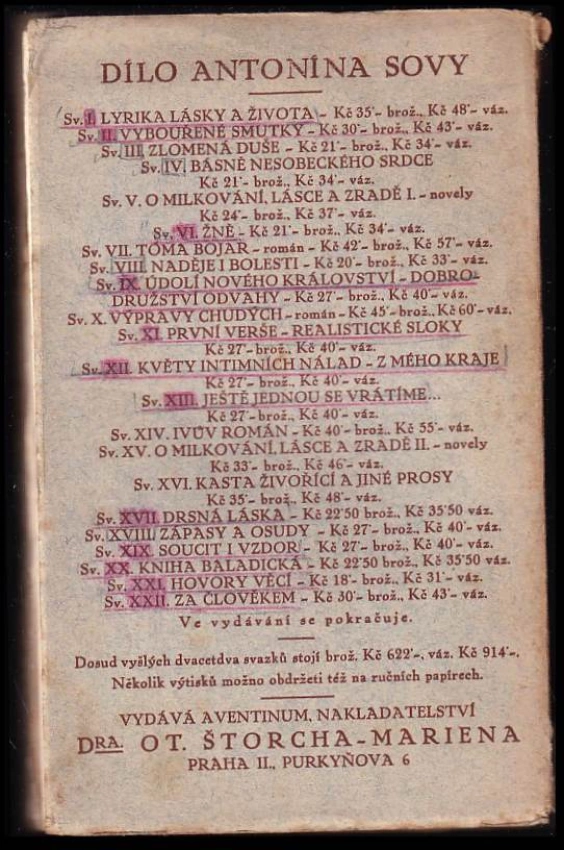 DÍLO ANTONÍNA SOVY
Sv. I. LYRIKA LÁSKY A ŽIVOTA – Kč 35·– brož., Kč 48·– váz.
Sv. II. VYBOUŘENÉ SMUTKY – Kč 30·– brož., Kč 43·– váz.
Sv. III. ZLOMENÁ DUŠE – Kč 21·– brož., Kč 34·– váz.
Sv. IV. BÁSNĚ NESOBECKÉHO SRDCE
Kč 21·– brož., Kč 34·– váz.
Sv. V. O MILKOVÁNÍ, LÁSCE A ZRADĚ I. – novely
Kč 24·– brož., Kč 37·– váz.
Sv. VI. ŽNĚ – Kč 21·– brož., Kč 34·– váz.
Sv. VII. TÓMA BOJAR – román – Kč 42·– brož., Kč 57·– váz.
Sv. VIII. NADĚJE I BOLESTI – Kč 20·– brož., Kč 33·– váz.
Sv. IX. ÚDOLÍ NOVÉHO KRÁLOVSTVÍ – DOBRO-
DRUŽSTVÍ ODVAHY – Kč 27·– brož., Kč 40·– váz.
Sv. X. VÝPRAVY CHUDÝCH – román – Kč 45·– brož., Kč 60·– váz.
Sv. XI. PRVNÍ VERŠE – REALISTICKÉ SLOKY
Kč 27·– brož., Kč 40·– váz.
Sv. XII. KVĚTY INTIMNÍCH NÁLAD – Z MÉHO KRAJE
Kč 27·– brož., Kč 40·– váz.
Sv. XIII. JEŠTĚ JEDNOU SE VRÁTÍME...
Kč 27·– brož., Kč 40·– váz.
Sv. XIV. IVŮV ROMÁN – Kč 40·– brož., Kč 55·– váz.
Sv. XV. O MILKOVÁNÍ, LÁSCE A ZRADĚ II. – novely
Kč 33·– brož., Kč 46·– váz.
Sv. XVI. KASTA ŽIVOŘÍCÍ A JINÉ PROSY
Kč 35·– brož., Kč 48·– váz.
Sv. XVII. DRSNÁ LÁSKA – Kč 22·50 brož., Kč 35·50 váz.
Sv. XVIII. ZÁPASY A OSUDY – Kč 27·– brož., Kč 40·– váz.
Sv. XIX. SOUCIT I VZDOR – Kč 27·– brož., Kč 40·– váz.
Sv. XX. KNIHA BALADICKÁ – Kč 22·50 brož., Kč 35·50 váz.
Sv. XXI. HOVORY VĚCÍ – Kč 18·– brož., Kč 31·– váz.
Sv. XXII. ZA ČLOVĚKEM – Kč 30·– brož., Kč 43·– váz.
Ve vydávání se pokračuje.
Dosud vyšlých dvacetdva svazků stojí brož. Kč 622·–, váz. Kč 914·–.
Několik výtisků možno obdržeti též na ručních papírech.
VYDÁVÁ AVENTINUM, NAKLADATELSTVÍ
DRA. OT. ŠTORCHA-MARIENA
PRAHA II., PURKYŇOVA 6